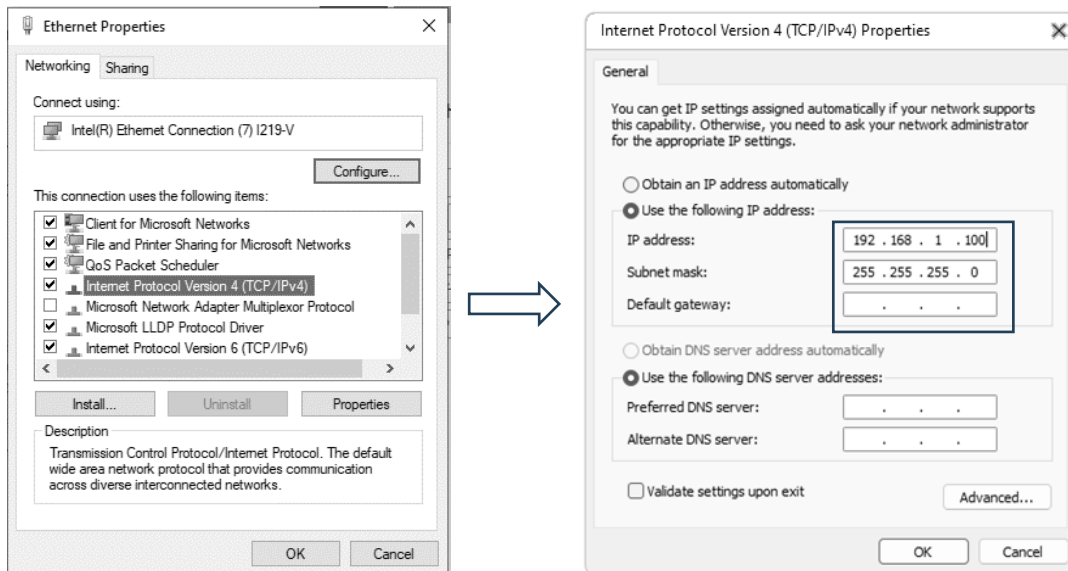 Ethernet Properties
Networking
Sharing
Connect using:
Intel(R) Ethernet Connection (7) I219-V
Configure...
This connection uses the following items:
Client for Microsoft Networks
File and Printer Sharing for Microsoft Networks
QoS Packet Scheduler
Internet Protocol Version 4 (TCP/IPv4)
Microsoft Network Adapter Multiplexor Protocol
Microsoft LLDP Protocol Driver
Internet Protocol Version 6 (TCP/IPv6)
Install...
Uninstall
Properties
Description
Transmission Control Protocol/Internet Protocol. The default
wide area network protocol that provides communication
across diverse interconnected networks.
OK
Cancel
Internet Protocol Version 4 (TCP/IPv4) Properties
General
You can get IP settings assigned automatically if your network supports
this capability. Otherwise, you need to ask your network administrator
for the appropriate IP settings.
Obtain an IP address automatically
Use the following IP address:
IP address: 192 . 168 . 1 . 100
Subnet mask: 255 . 255 . 255 . 0
Default gateway: . . .
Obtain DNS server address automatically
Use the following DNS server addresses:
Preferred DNS server: . . .
Alternate DNS server: . . .
Validate settings upon exit
Advanced...
OK
Cancel